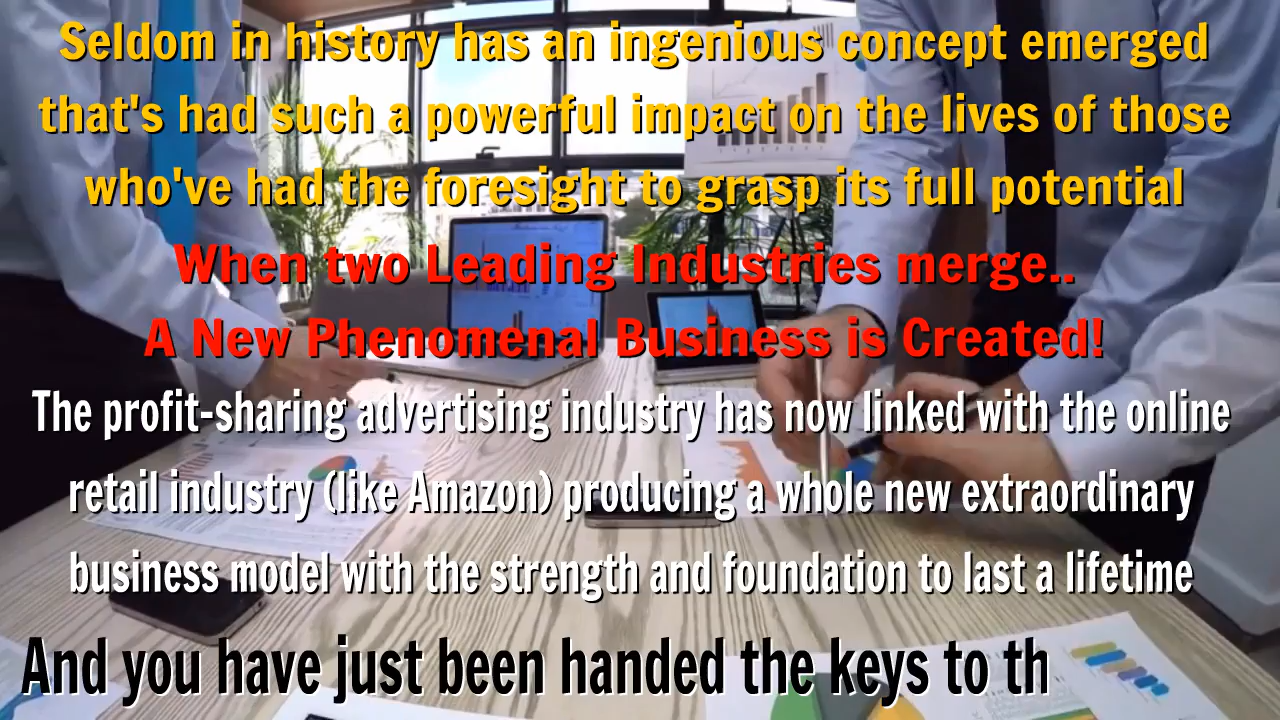 Seldom in history has an ingenious concept emerged
that's had such a powerful impact on the lives of those
who've had the foresight to grasp its full potential
When two Leading Industries merge..
A New Phenomenal Business is Created!
The profit-sharing advertising industry has now linked with the online
retail industry (like Amazon) producing a whole new extraordinary
business model with the strength and foundation to last a lifetime
And you have just been handed the keys to th